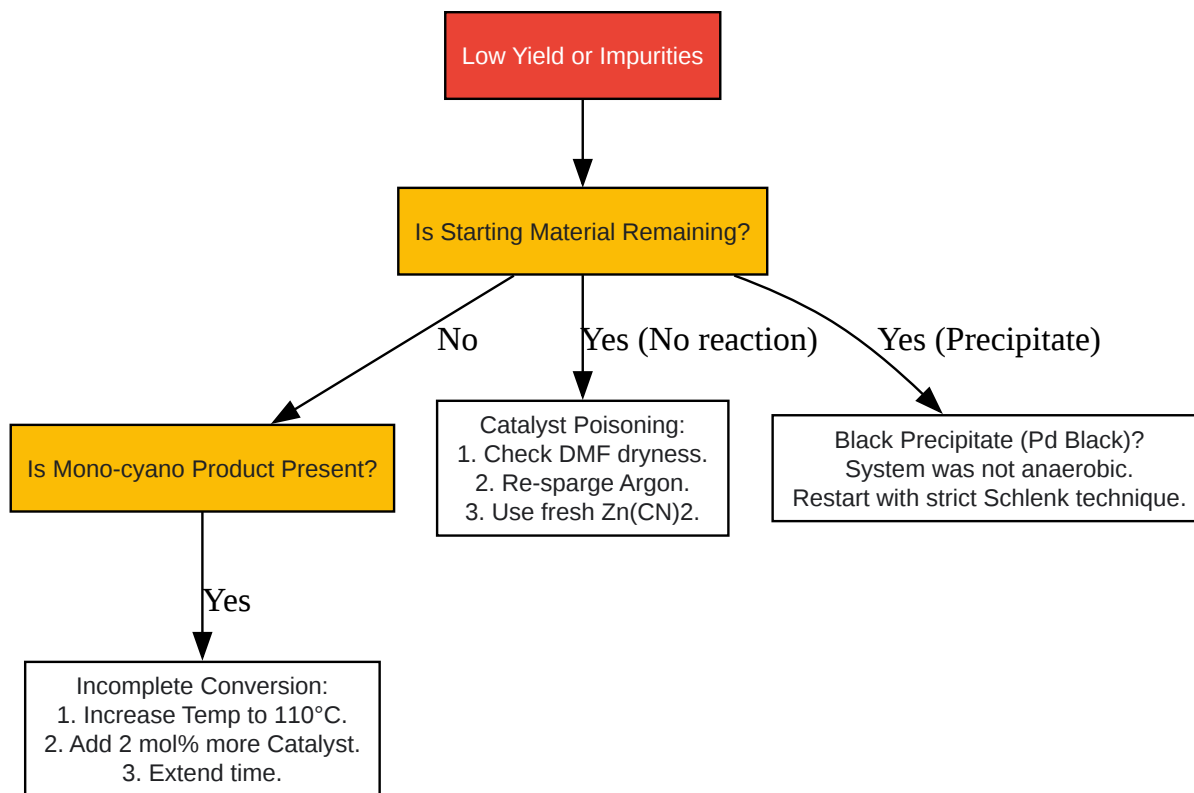 Low Yield or Impurities
Is Starting Material Remaining?
No
Yes (No reaction)
Yes (Precipitate)
Is Mono-cyano Product Present?
Catalyst Poisoning:
1. Check DMF dryness.
2. Re-sparge Argon.
3. Use fresh Zn(CN)2.
Black Precipitate (Pd Black)?
System was not anaerobic.
Restart with strict Schlenk technique.
Yes
Incomplete Conversion:
1. Increase Temp to 110°C.
2. Add 2 mol% more Catalyst.
3. Extend time.